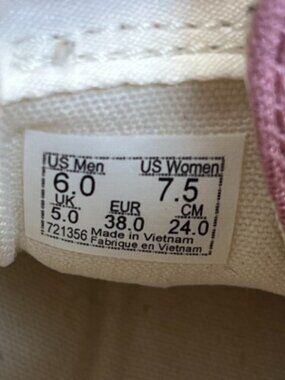 US Men US Women
6.0 7.5
UK EUR CM
5.0 38.0 24.0
721356 Made in Vietnam
Fabrique en Vietnam